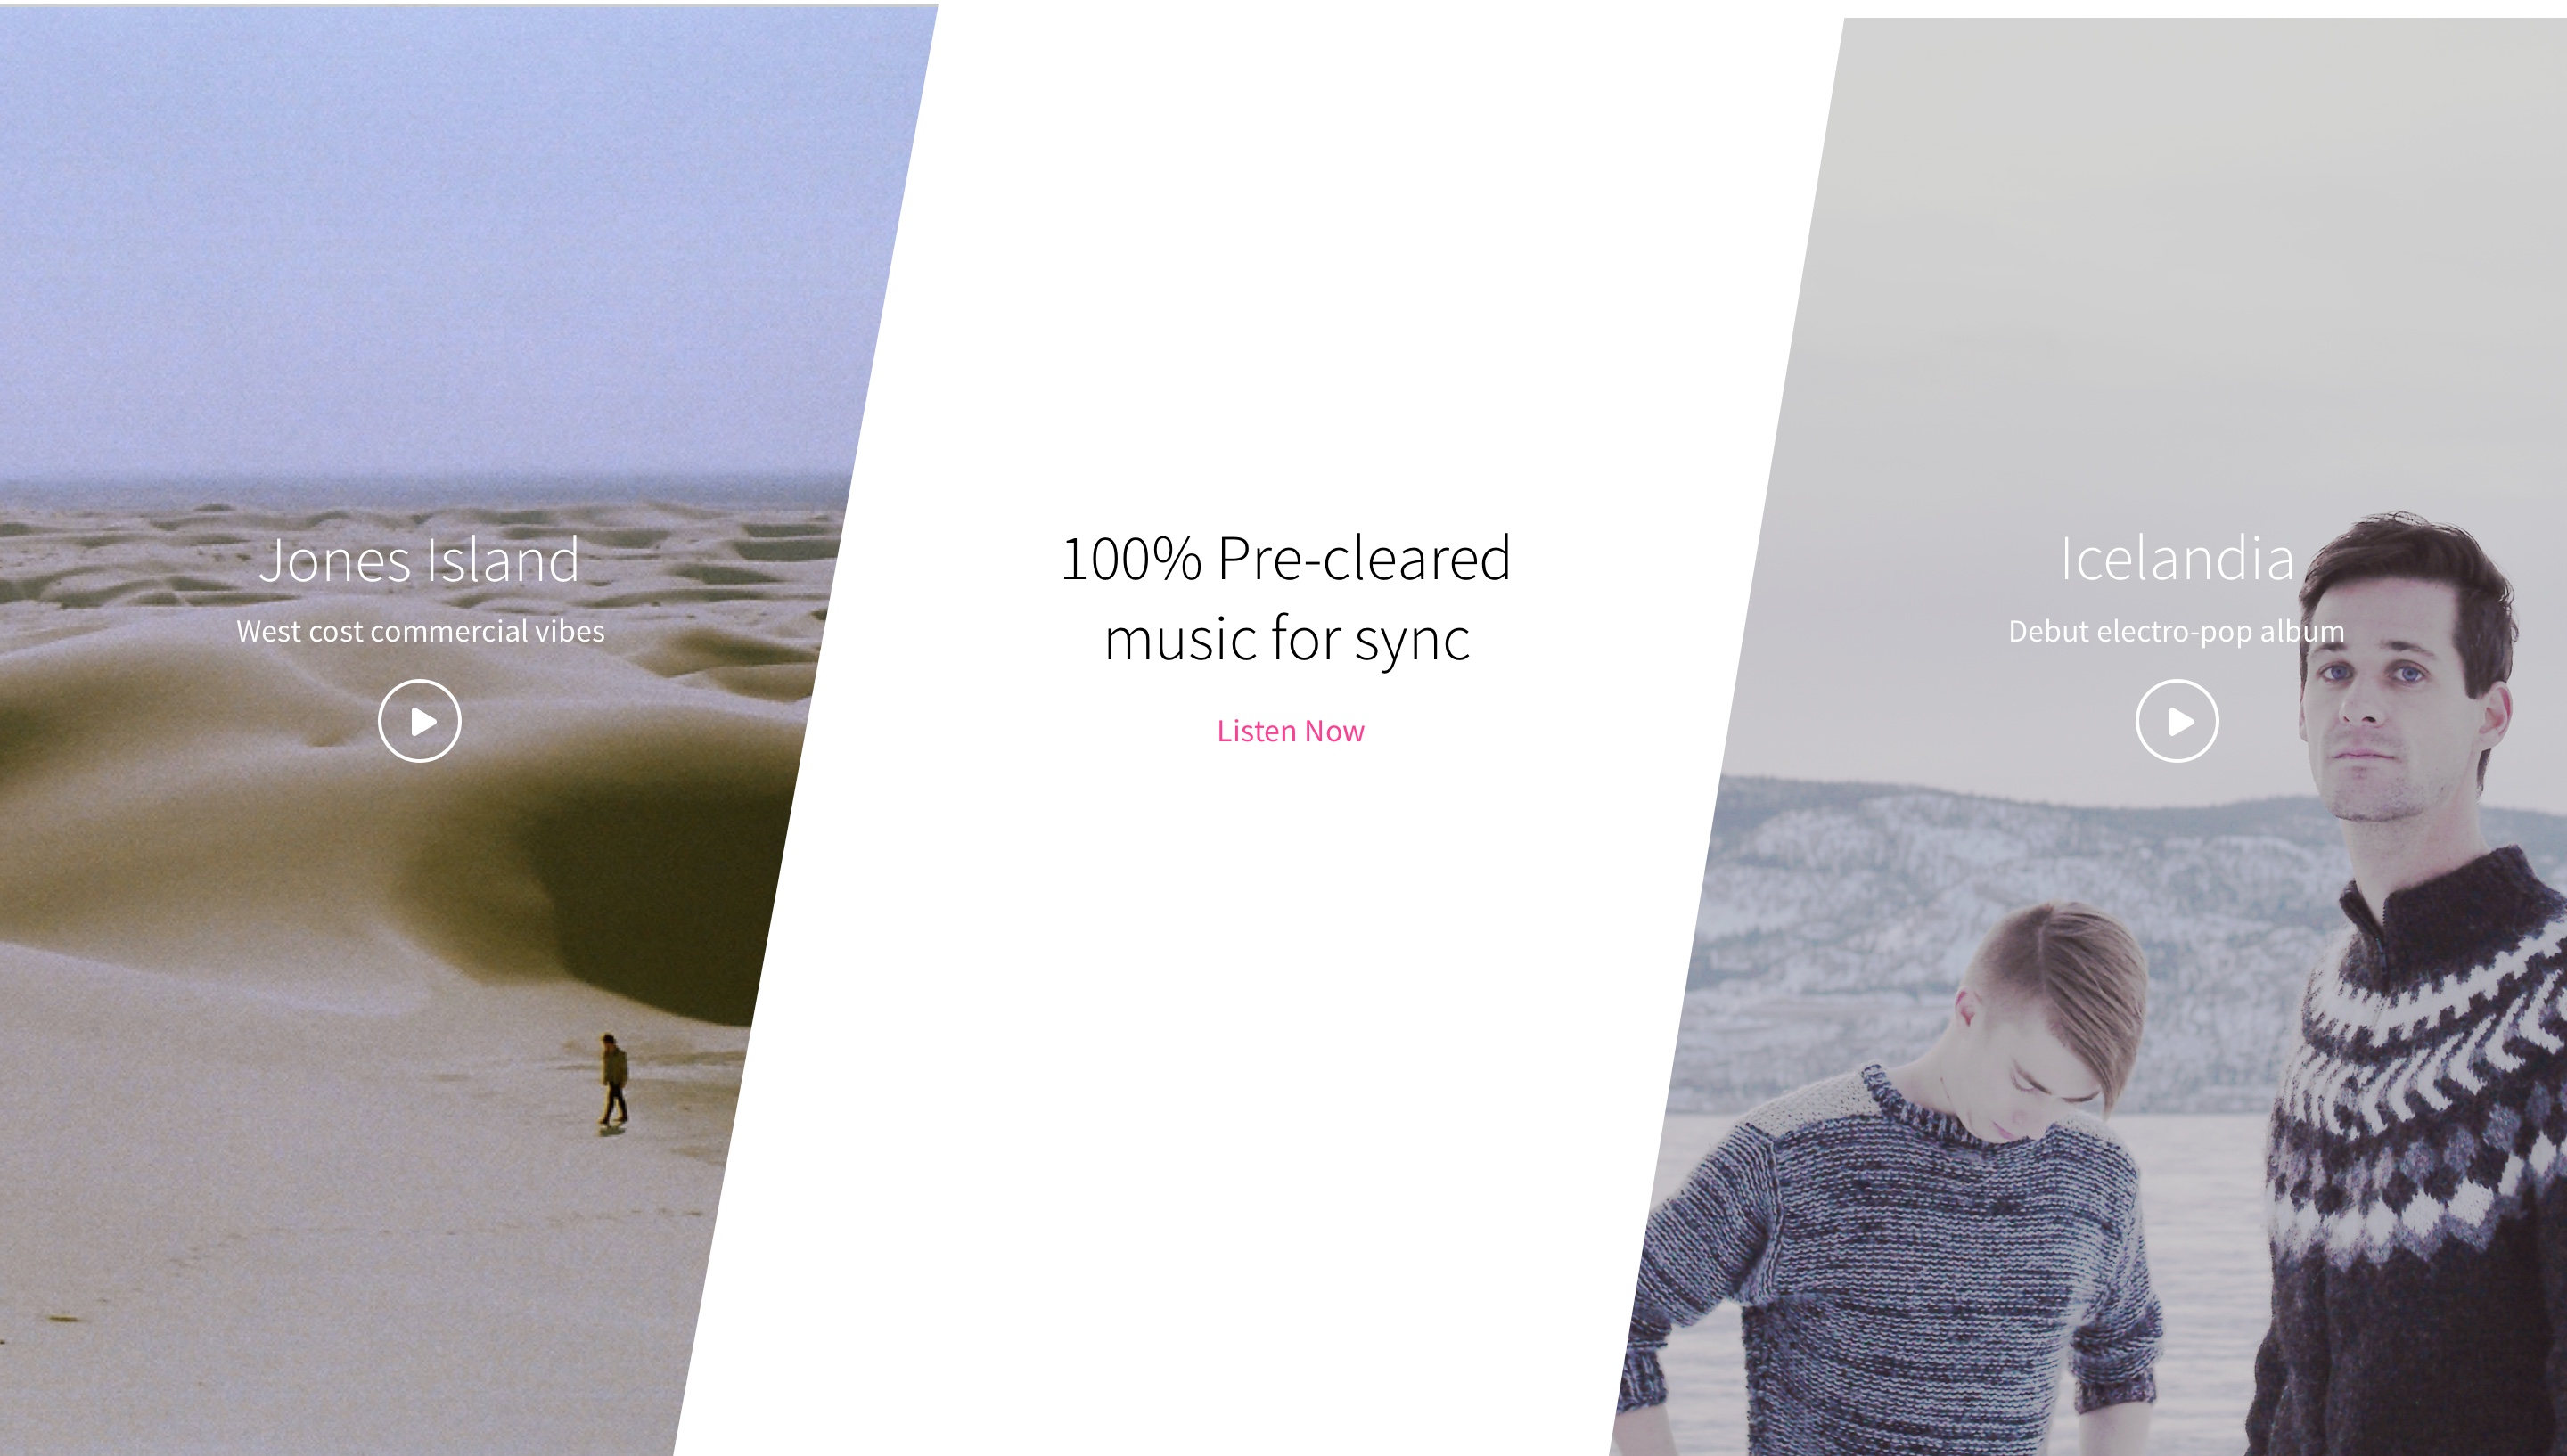 Jones Island
West cost commercial vibes
100% Pre-cleared
music for sync
Listen Now
Icelandia
Debut electro-pop album